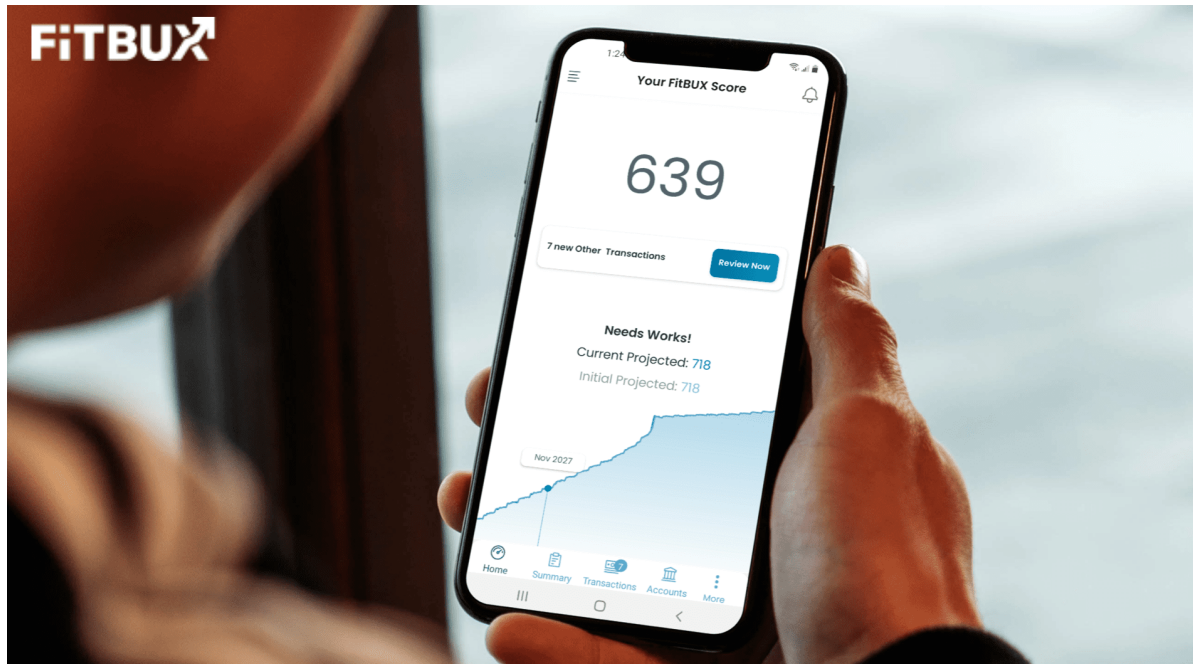 FiTBUX
1:24
Your FitBUX Score
639
7 new Other Transactions
Review Now
Needs Works!
Current Projected: 718
Initial Projected: 718
Nov 2027
7
Home
Summary
Transactions
Accounts
More